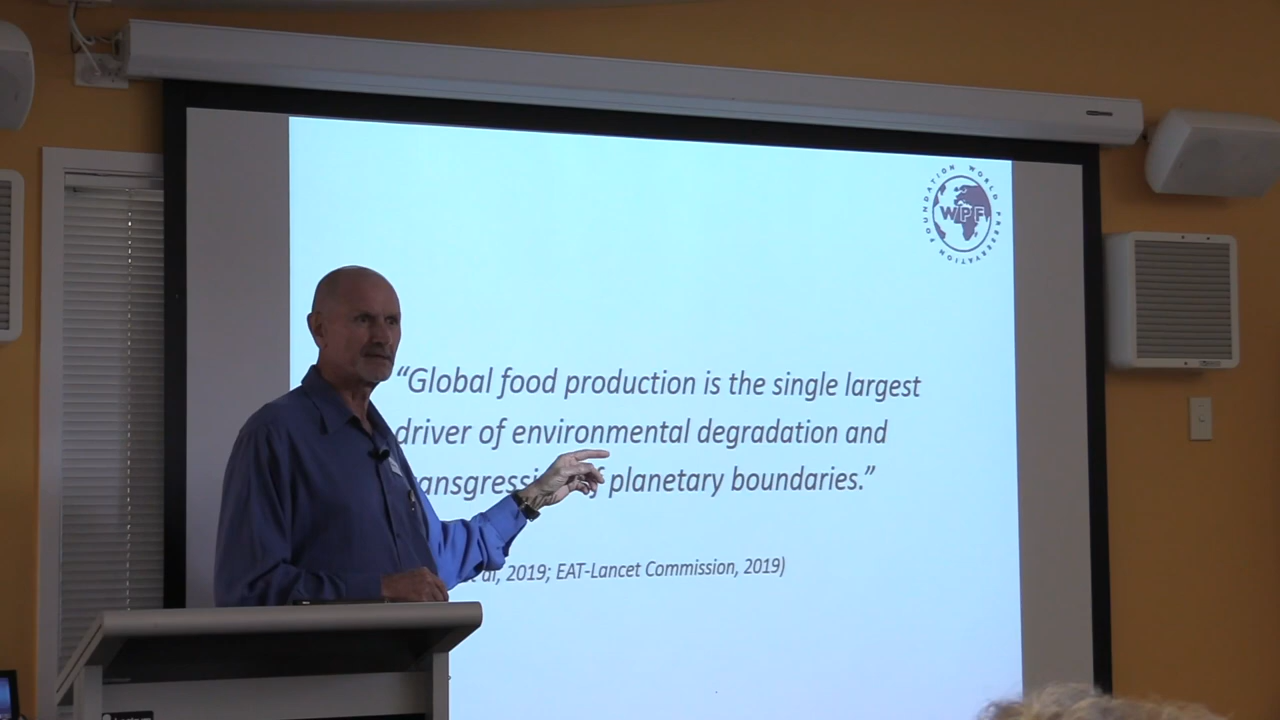 FOUNDATION WORLD PRESERVATION
WPF
“Global food production is the single largest
driver of environmental degradation and
planetary boundaries.”
2019; EAT-Lancet Commission, 2019)